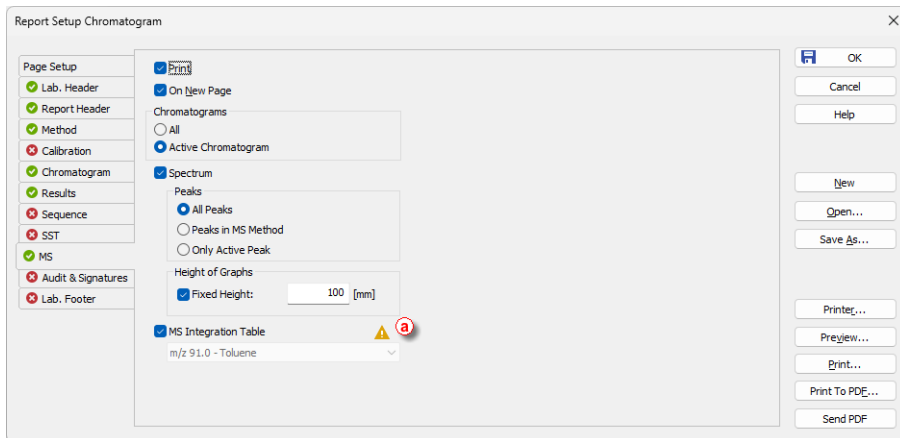 Report Setup Chromatogram
Page Setup
Lab. Header
Report Header
Method
Calibration
Chromatogram
Results
Sequence
SST
MS
Audit & Signatures
Lab. Footer
Print
On New Page
Chromatograms
All
Active Chromatogram
Spectrum
Peaks
All Peaks
Peaks in MS Method
Only Active Peak
Height of Graphs
Fixed Height: 100 [mm]
MS Integration Table
a
m/z 91.0 - Toluene
OK
Cancel
Help
New
Open...
Save As...
Printer...
Preview...
Print...
Print To PDF...
Send PDF